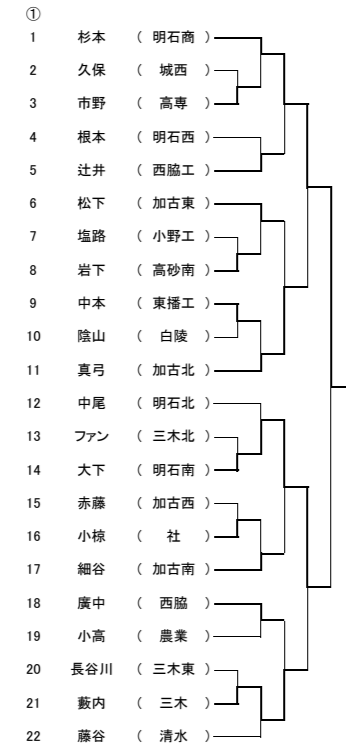 ①
1 杉本 ( 明石商 )
2 久保 ( 城西 )
3 市野 ( 高専 )
4 根本 ( 明石西 )
5 辻井 ( 西脇工 )
6 松下 ( 加古東 )
7 塩路 ( 小野工 )
8 岩下 ( 高砂南 )
9 中本 ( 東播工 )
10 陰山 ( 白陵 )
11 真弓 ( 加古北 )
12 中尾 ( 明石北 )
13 ファン ( 三木北 )
14 大下 ( 明石南 )
15 赤藤 ( 加古西 )
16 小椋 ( 社 )
17 細谷 ( 加古南 )
18 廣中 ( 西脇 )
19 小高 ( 農業 )
20 長谷川 ( 三木東 )
21 藪内 ( 三木 )
22 藤谷 ( 清水 )